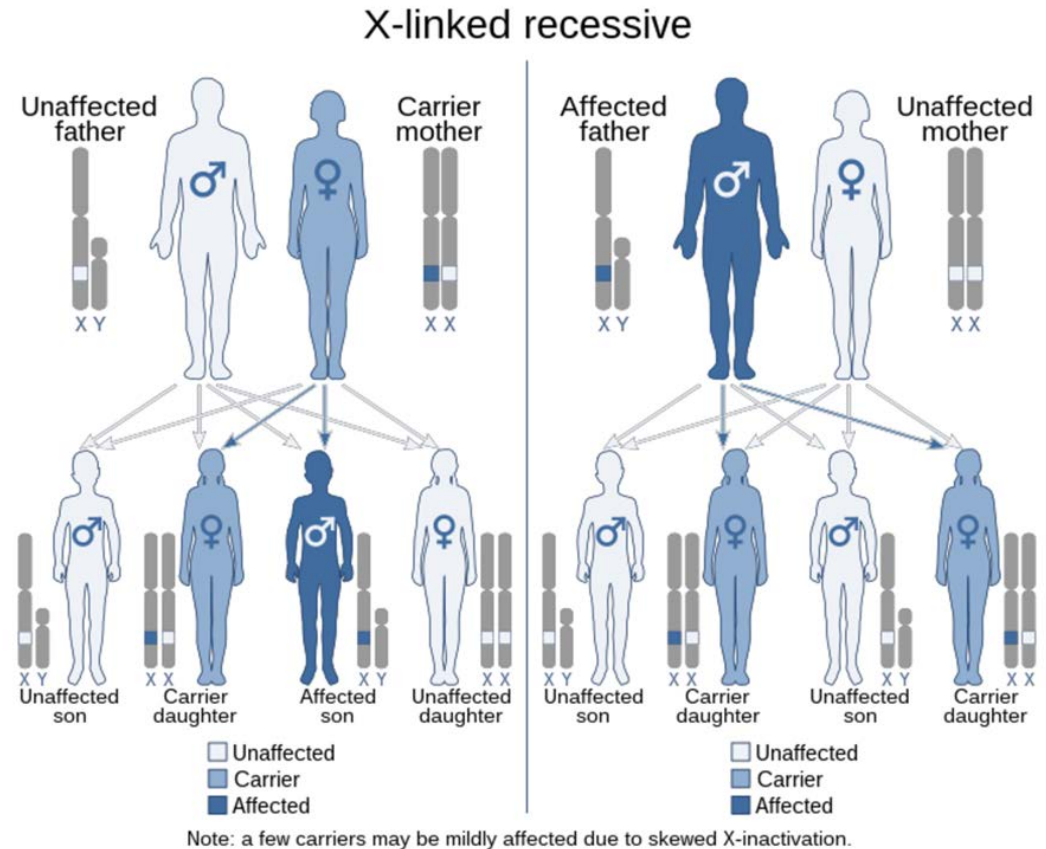 X-linked recessive
Unaffected
father
Carrier
mother
X Y
X X
Unaffected
son
Carrier
daughter
Affected
son
Unaffected
daughter
X Y
X X
X Y
X X
Unaffected
Carrier
Affected
Affected
father
Unaffected
mother
X Y
X X
Unaffected
son
Carrier
daughter
Unaffected
son
Carrier
daughter
X Y
X X
X Y
X X
Unaffected
Carrier
Affected
Note: a few carriers may be mildly affected due to skewed X-inactivation.